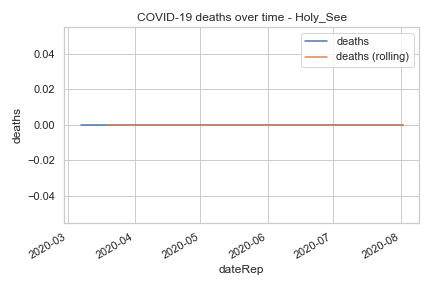 COVID-19 deaths over time - Holy_See
deaths
deaths (rolling)
0.04
0.02
0.00
−0.02
−0.04
deaths
2020-03
2020-04
2020-05
2020-06
2020-07
2020-08
dateRep